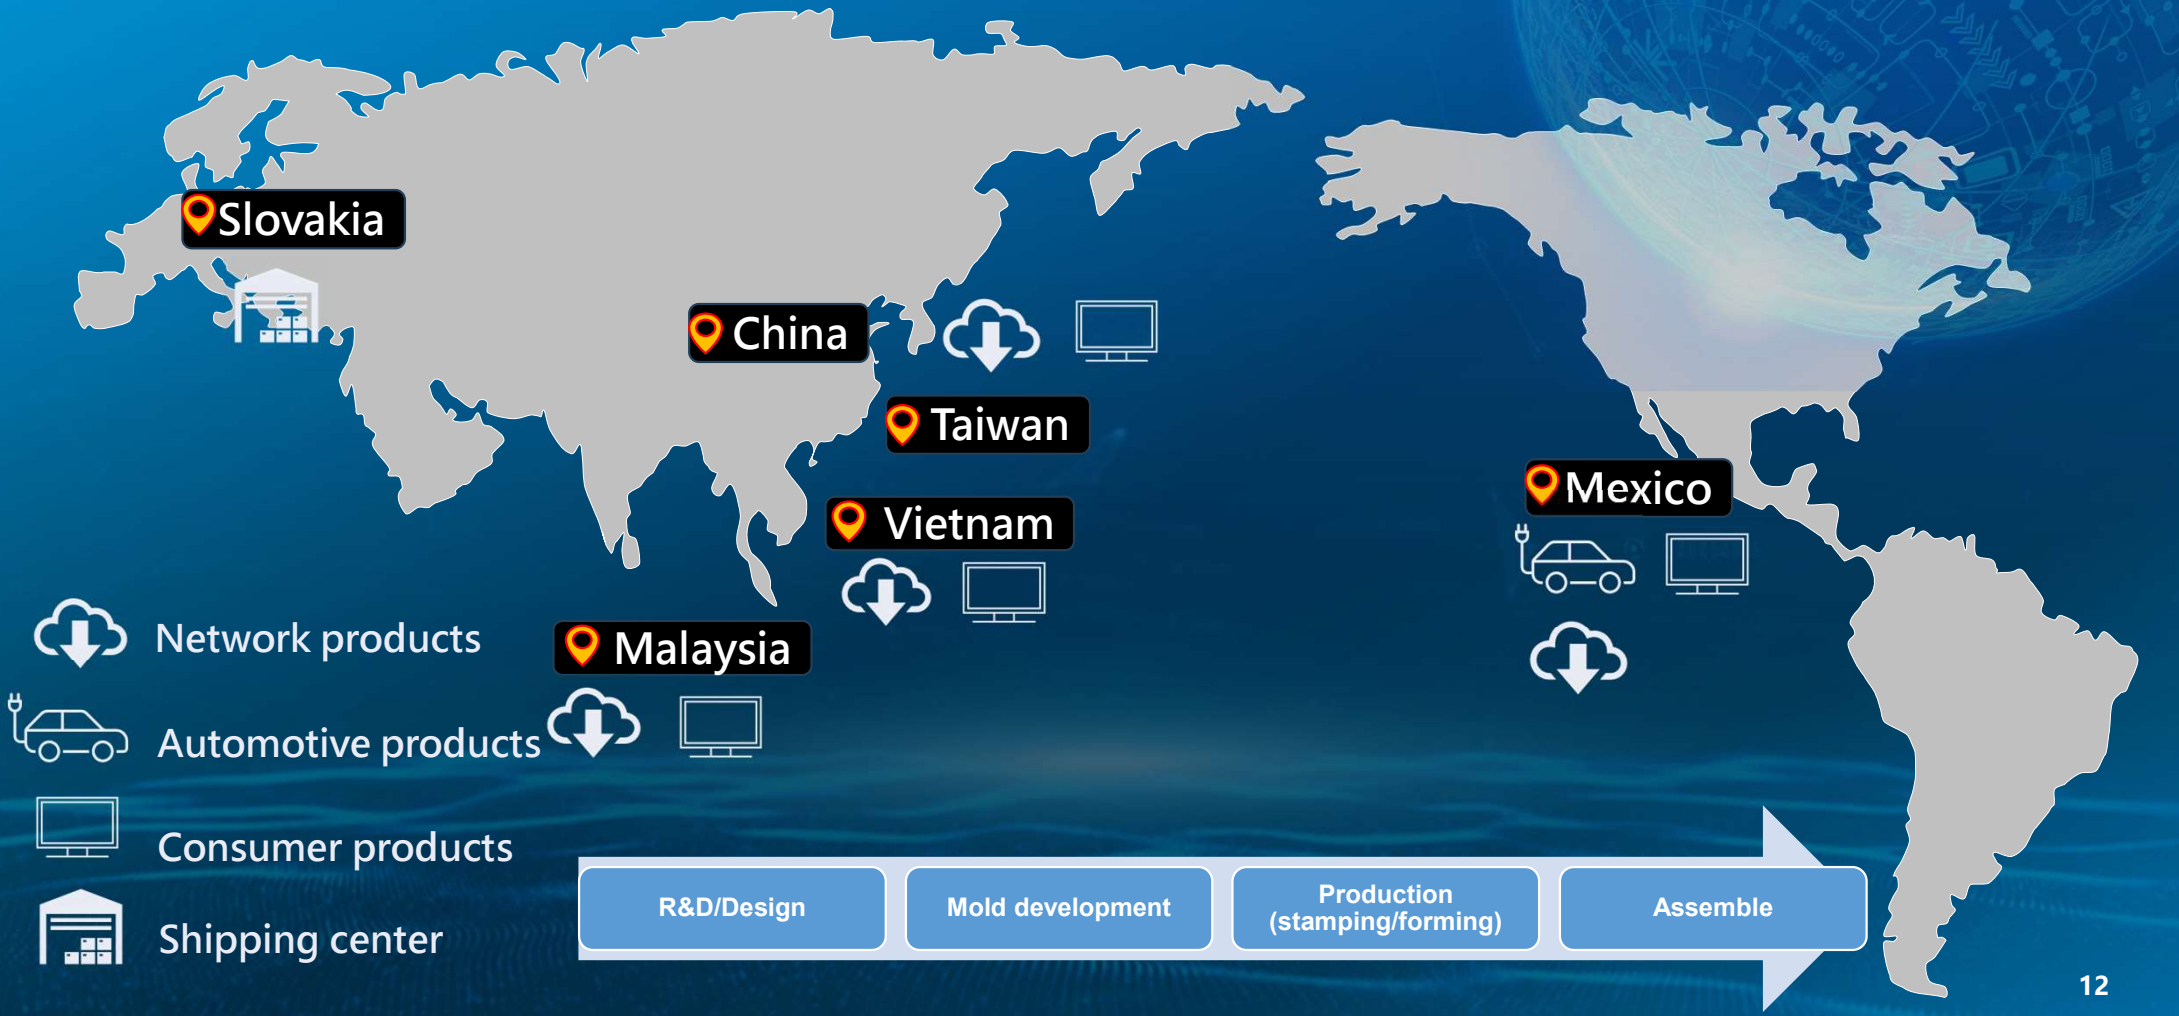 Slovakia
China
Taiwan
Vietnam
Mexico
Malaysia
Network products
Automotive products
Consumer products
Shipping center
R&D/Design
Mold development
Production
(stamping/forming)
Assemble
12